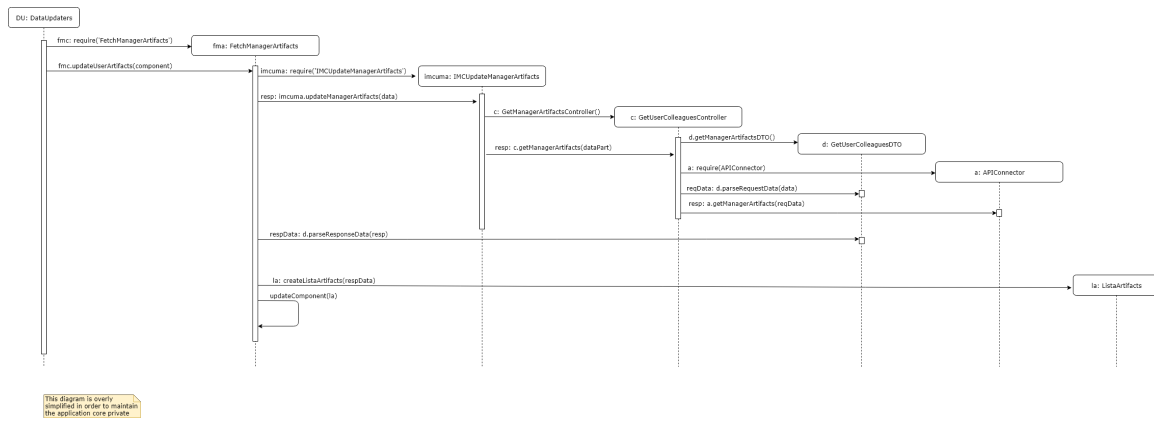 DU: DataUpdaters
fmc: require('FetchManagerArtifacts')
fma: FetchManagerArtifacts
fmc.updateUserArtifacts(component)
imcuma: require('IMCUpdateManagerArtifacts')
imcuma: IMCUpdateManagerArtifacts
resp: imcuma.updateManagerArtifacts(data)
c: GetManagerArtifactsController()
c: GetUserColleaguesController
d.getManagerArtifactsDTO()
d: GetUserColleaguesDTO
resp: c.getManagerArtifacts(dataPart)
a: require(APIConnector)
a: APIConnector
reqData: d.parseRequestData(data)
resp: a.getManagerArtifacts(reqData)
respData: d.parseResponseData(resp)
la: createListaArtifacts(respData)
la: ListaArtifacts
updateComponent(la)
This diagram is overly
simplified in order to maintain
the application core private